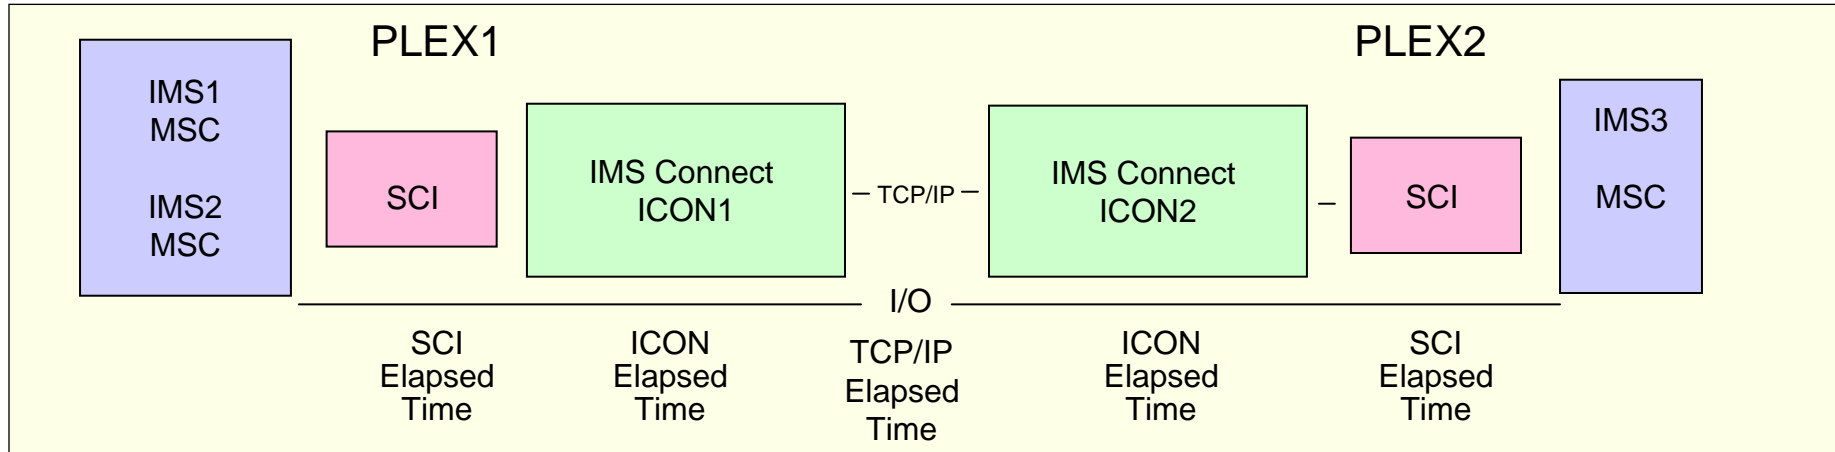 PLEX1
PLEX2
IMS1
MSC
IMS2
MSC
SCI
IMS Connect
ICON1
TCP/IP
IMS Connect
ICON2
SCI
IMS3
MSC
I/O
SCI
Elapsed
Time
ICON
Elapsed
Time
TCP/IP
Elapsed
Time
ICON
Elapsed
Time
SCI
Elapsed
Time